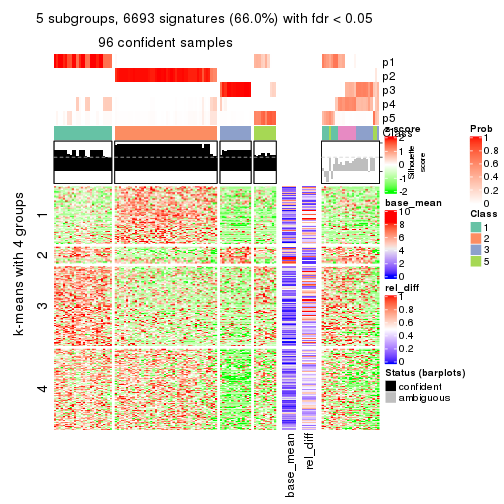 5 subgroups, 6693 signatures (66.0%) with fdr < 0.05
96 confident samples
p1
p2
p3
p4
p5
Class
z-score
2
1
0
-1
-2
Silhouette
score
Prob
1
0.8
0.6
0.4
0.2
0
base_mean
10
8
6
4
2
0
Class
1
2
3
5
rel_diff
1
0.8
0.6
0.4
0.2
0
Status (barplots)
confident
ambiguous
k-means with 4 groups
1
2
3
4
base_mean
rel_diff